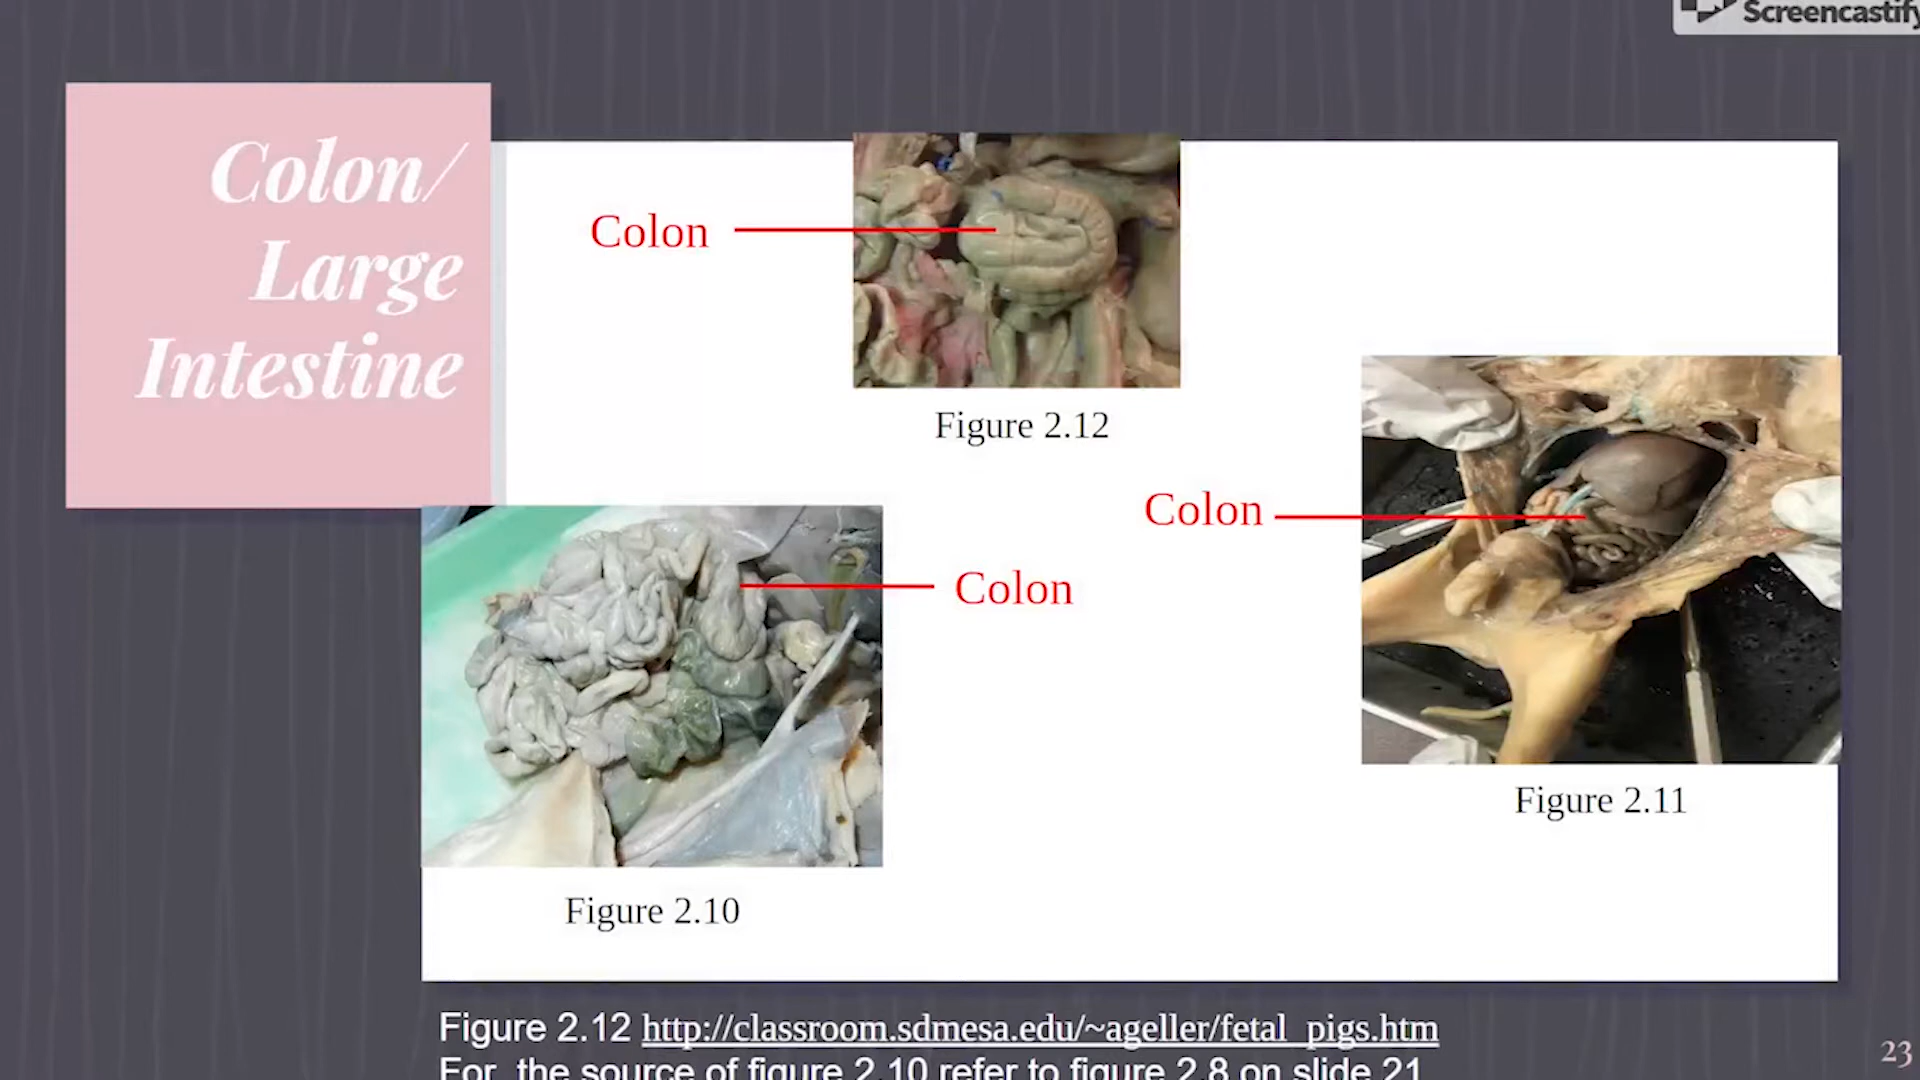 Screencastify
Colon/
Large
Intestine
Colon
Figure 2.12
Colon
Colon
Figure 2.11
Figure 2.10
Figure 2.12 http://classroom.sdmesa.edu/~ageller/fetal_pigs.htm
For the source of figure 2.10 refer to figure 2.8 on slide 21
23